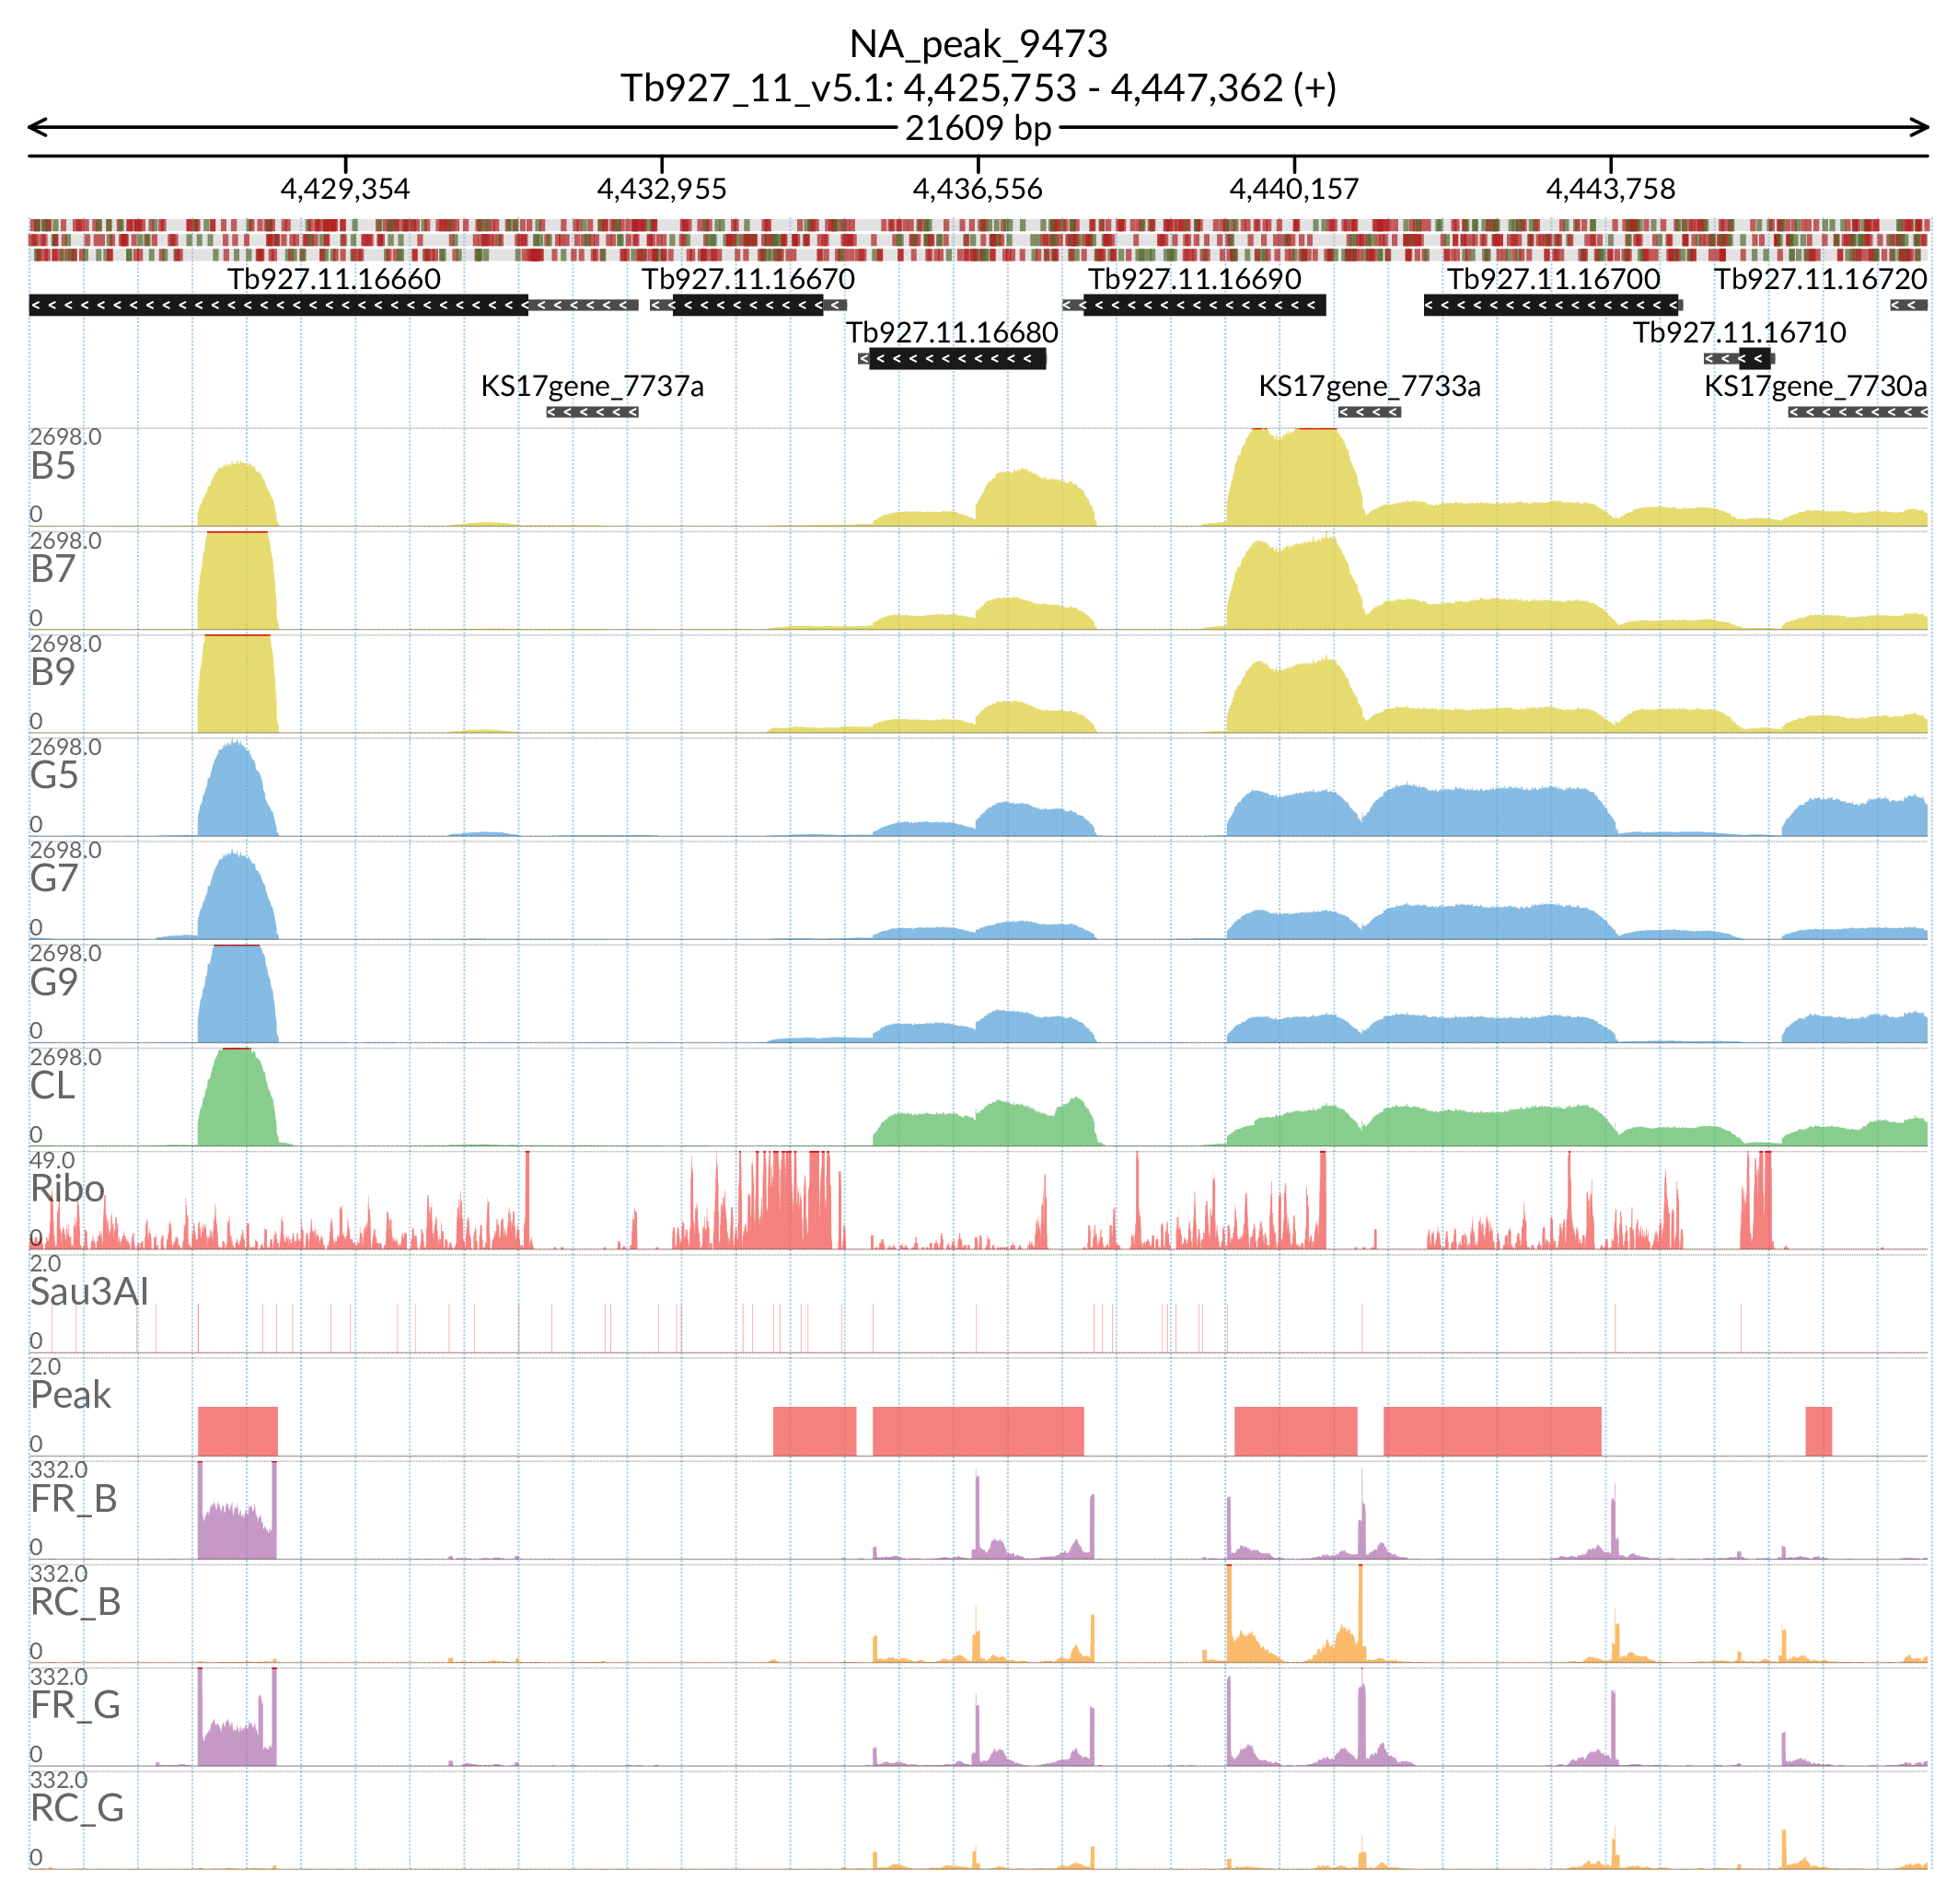 NA_peak_9473
Tb927_11_v5.1: 4,425,753 - 4,447,362 (+)
21609 bp
4,429,354 4,432,955 4,436,556 4,440,157 4,443,758
Tb927.11.16660 Tb927.11.16670 Tb927.11.16690 Tb927.11.16700 Tb927.11.16720
Tb927.11.16680 Tb927.11.16710
KS17gene_7737a KS17gene_7733a KS17gene_7730a
2698.0
B5
0
2698.0
B7
0
2698.0
B9
0
2698.0
G5
0
2698.0
G7
0
2698.0
G9
0
2698.0
CL
0
49.0
Ribo
0
2.0
Sau3AI
0
2.0
Peak
0
332.0
FR_B
0
332.0
RC_B
0
332.0
FR_G
0
332.0
RC_G
0